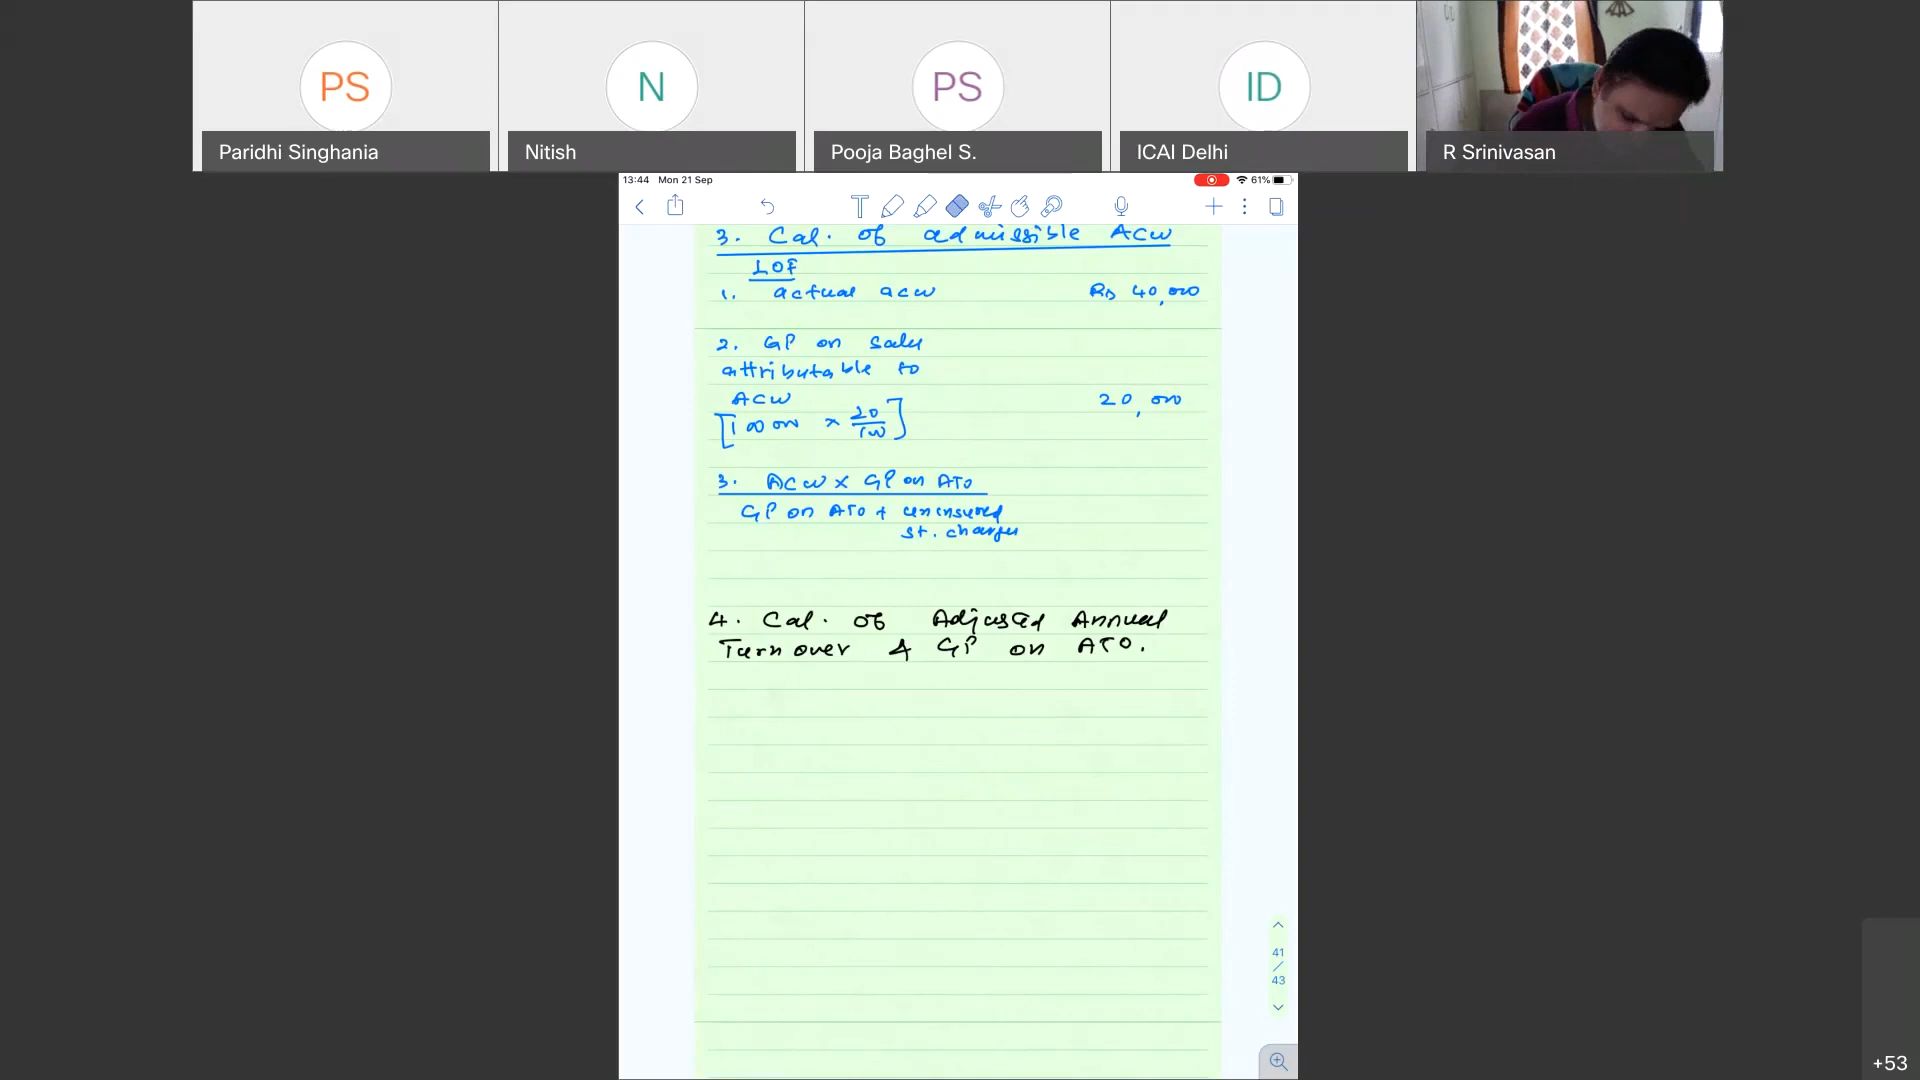 PS
N
PS
ID
Paridhi Singhania
Nitish
Pooja Baghel S.
ICAI Delhi
R Srinivasan
13:44 Mon 21 Sep
61%
T
3. Cal. of admissible ACW
LOF
1. actual acw Rs 40,000
2. GP on sales
attributable to
ACW 20,000
[100000 x 20/100]
3. ACW x GP on ATO
GP on ATO + uninsured
st. charges
4. Cal. of Adjusted Annual
Turnover & GP on ATO.
41
/
43
+53